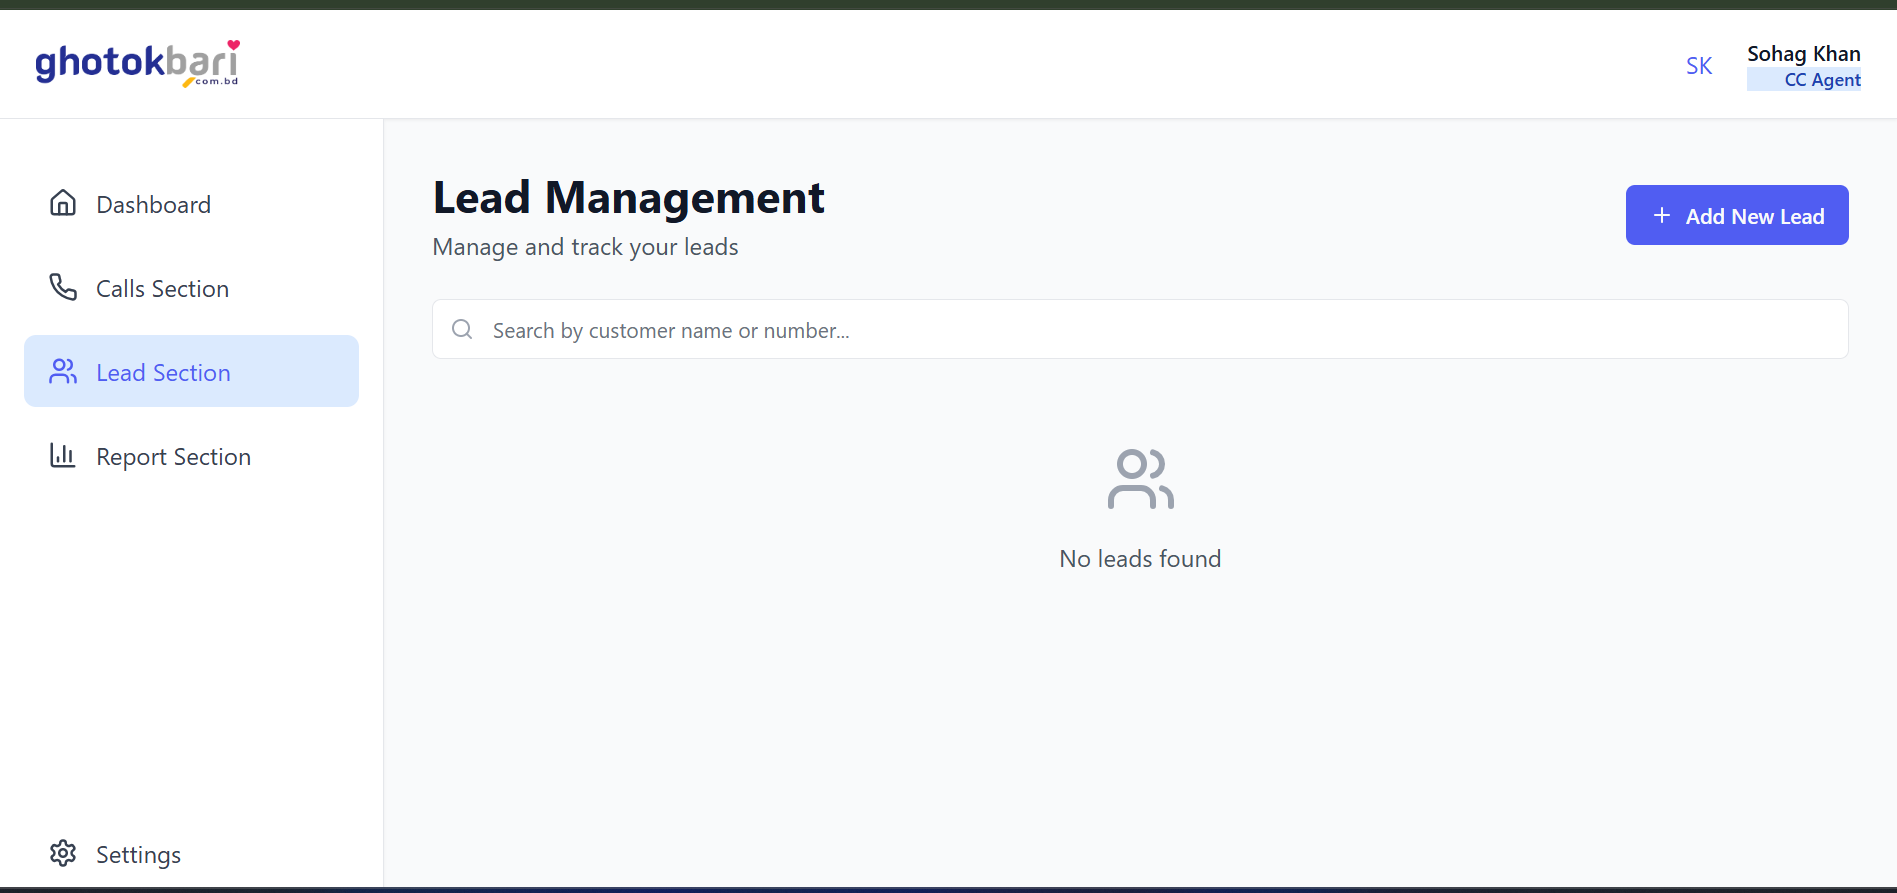 ghotokbari
com.bd
SK
Sohag Khan
CC Agent
Dashboard
Calls Section
Lead Section
Report Section
Settings
Lead Management
Manage and track your leads
Add New Lead
Search by customer name or number...
No leads found